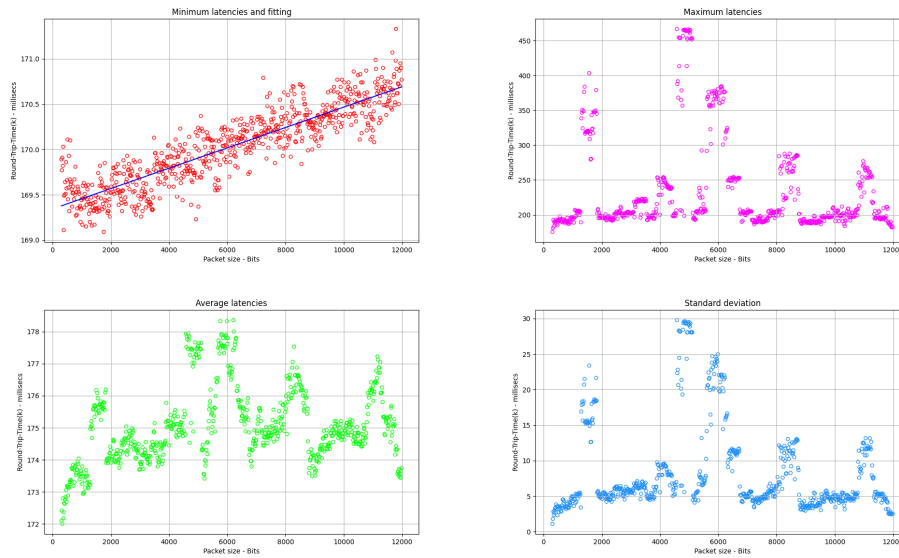 Minimum latencies and fitting
Round-Trip-Time(k) - millisecs
171.0
170.5
170.0
169.5
169.0
0 2000 4000 6000 8000 10000 12000
Packet size - Bits
Maximum latencies
Round-Trip-Time(k) - millisecs
450
400
350
300
250
200
0 2000 4000 6000 8000 10000 12000
Packet size - Bits
Average latencies
Round-Trip-Time(k) - millisecs
178
177
176
175
174
173
172
0 2000 4000 6000 8000 10000 12000
Packet size - Bits
Standard deviation
Round-Trip-Time(k) - millisecs
30
25
20
15
10
5
0
0 2000 4000 6000 8000 10000 12000
Packet size - Bits